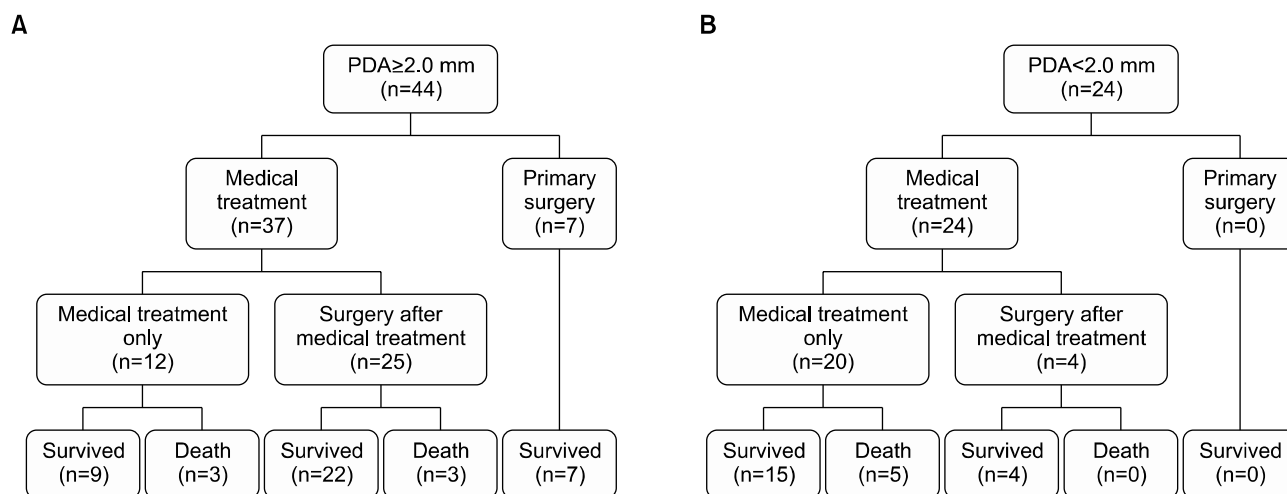 A
PDA≥2.0 mm
(n=44)
Medical
treatment
(n=37)
Primary
surgery
(n=7)
Medical treatment
only
(n=12)
Surgery after
medical treatment
(n=25)
Survived
(n=9)
Death
(n=3)
Survived
(n=22)
Death
(n=3)
Survived
(n=7)
B
PDA<2.0 mm
(n=24)
Medical
treatment
(n=24)
Primary
surgery
(n=0)
Medical treatment
only
(n=20)
Surgery after
medical treatment
(n=4)
Survived
(n=15)
Death
(n=5)
Survived
(n=4)
Death
(n=0)
Survived
(n=0)